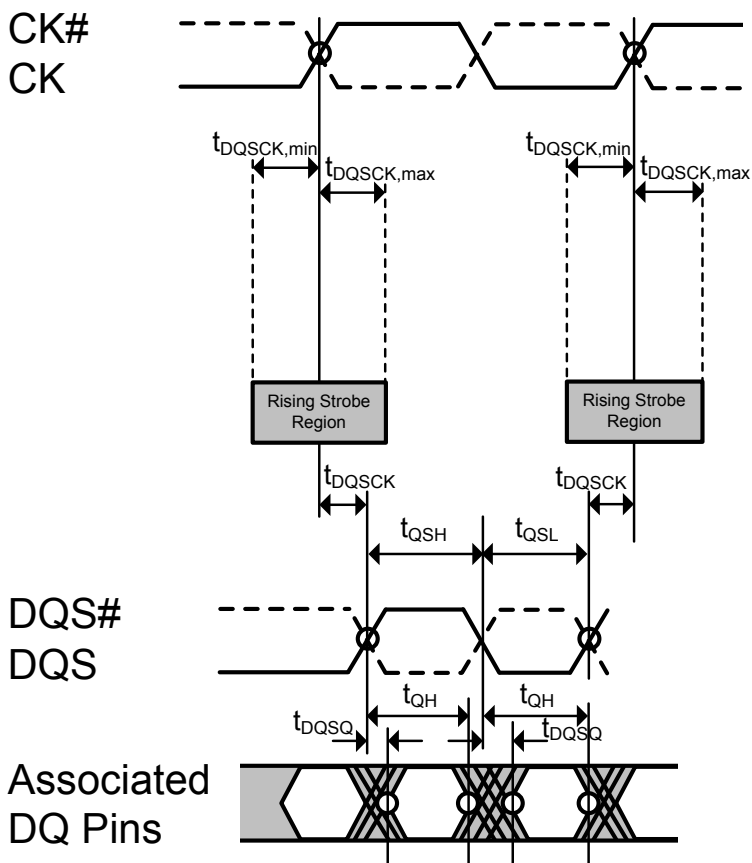 CK#
CK
tDQSCK,min
tDQSCK,min
tDQSCK,max
tDQSCK,max
Rising Strobe
Region
Rising Strobe
Region
tDQSCK
tDQSCK
tQSH
tQSL
DQS#
DQS
tQH
tQH
tDQSQ
tDQSQ
Associated
DQ Pins